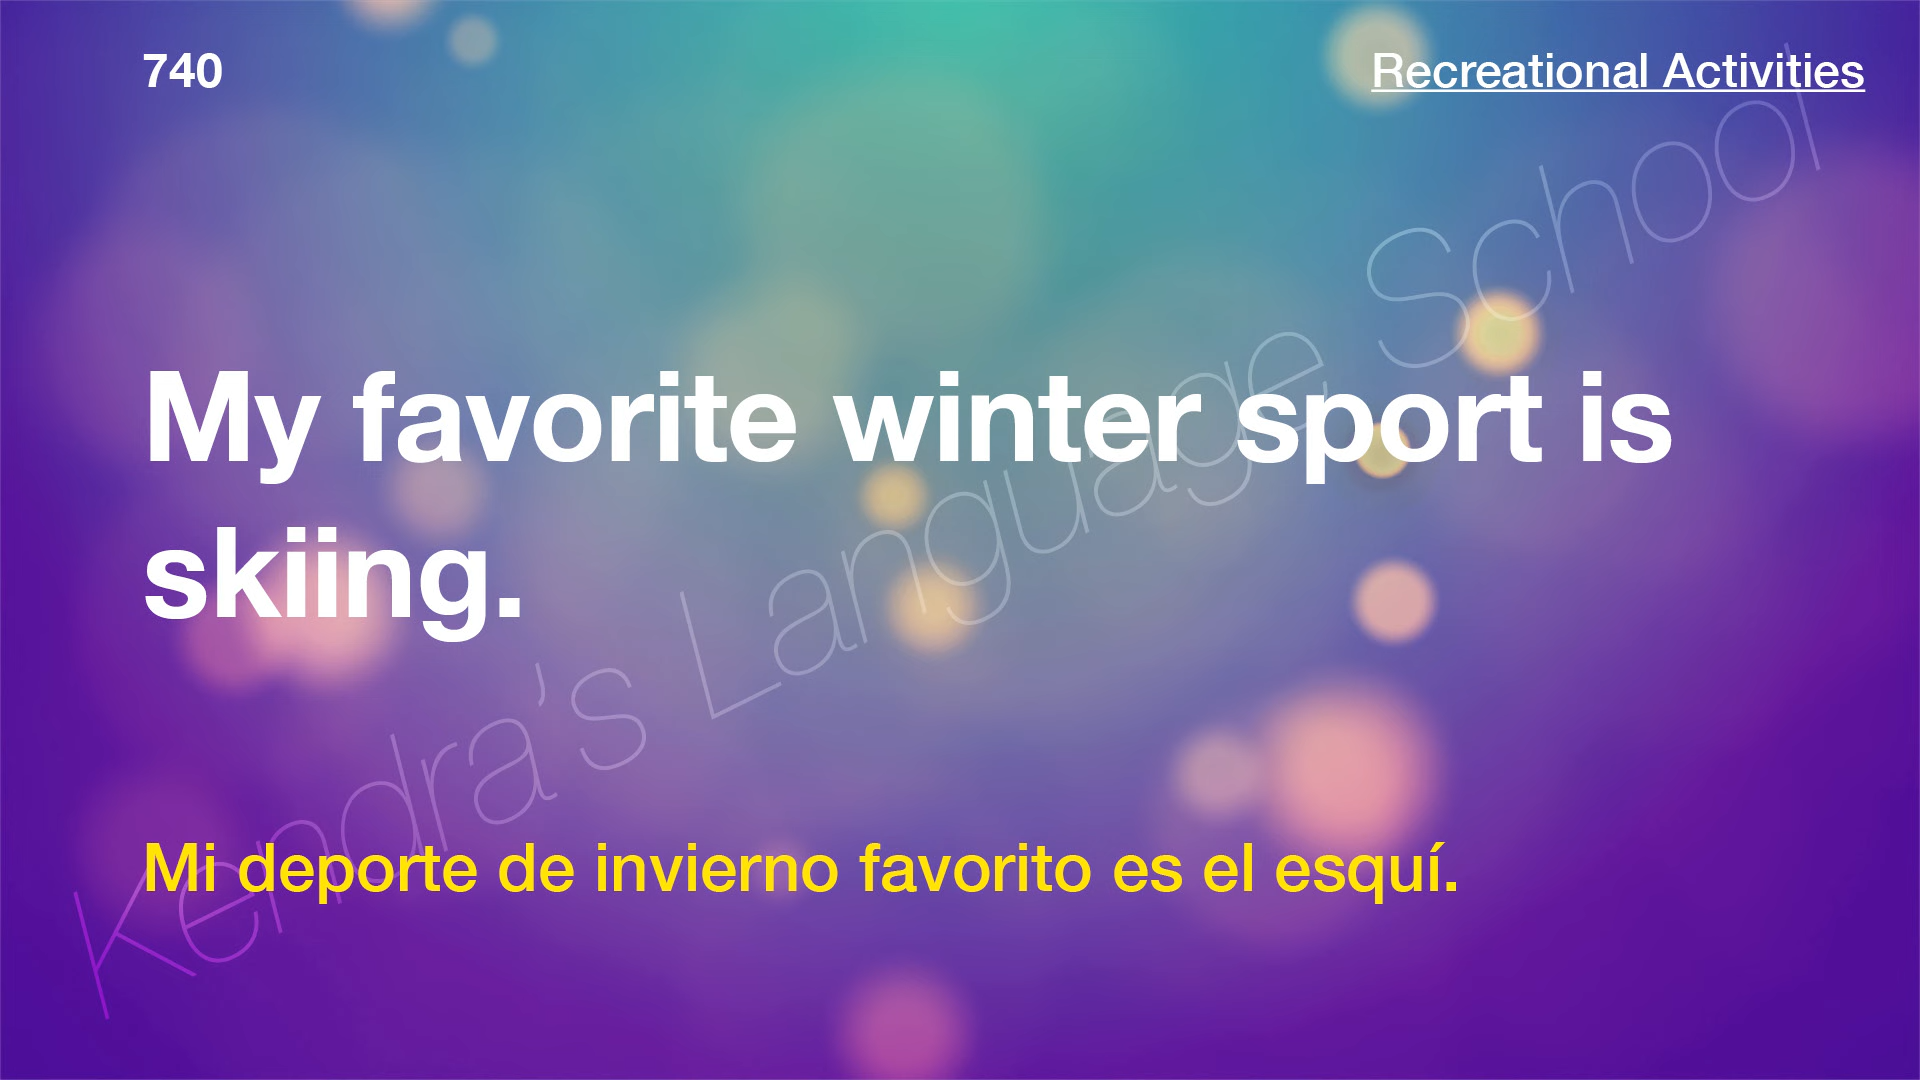 740
Recreational Activities
My favorite winter sport is
skiing.
Mi deporte de invierno favorito es el esquí.
Kendra's Language School